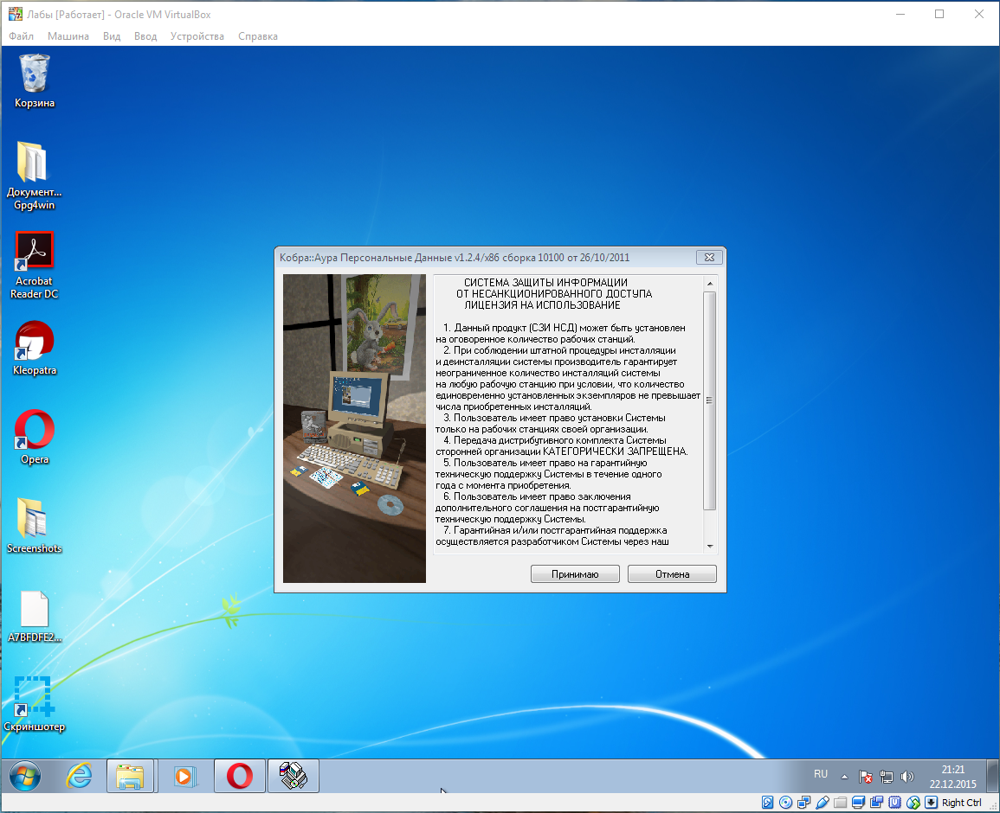 Лабы [Работает] - Oracle VM VirtualBox
Файл Машина Вид Ввод Устройства Справка
Корзина
Документ...
Gpg4win
Acrobat
Reader DC
Kleopatra
Opera
Screenshots
A7BFDFE2...
Скриншотер
Кобра::Аура Персональные Данные v1.2.4/x86 сборка 10100 от 26/10/2011
СИСТЕМА ЗАЩИТЫ ИНФОРМАЦИИ
ОТ НЕСАНКЦИОНИРОВАННОГО ДОСТУПА
ЛИЦЕНЗИЯ НА ИСПОЛЬЗОВАНИЕ
1. Данный продукт (СЗИ НСД) может быть установлен
на оговоренное количество рабочих станций.
2. При соблюдении штатной процедуры инсталляции
и деинсталляции системы производитель гарантирует
неограниченное количество инсталляций системы
на любую рабочую станцию при условии, что количество
единовременно установленных экземпляров не превышает
числа приобретенных инсталляций.
3. Пользователь имеет право установки Системы
только на рабочих станциях своей организации.
4. Передача дистрибутивного комплекта Системы
сторонней организации КАТЕГОРИЧЕСКИ ЗАПРЕЩЕНА.
5. Пользователь имеет право на гарантийную
техническую поддержку Системы в течение одного
года с момента приобретения.
6. Пользователь имеет право заключения
дополнительного соглашения на постгарантийную
техническую поддержку Системы.
7. Гарантийная и/или постгарантийная поддержка
осуществляется разработчиком Системы через наш
Принимаю Отмена
RU
21:21
22.12.2015
Right Ctrl